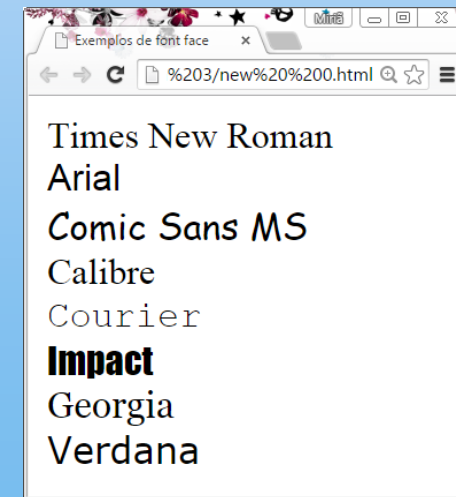 Mirã
Exemplos de font face
%203/new%20%200.html
Times New Roman
Arial
Comic Sans MS
Calibre
Courier
Impact
Georgia
Verdana